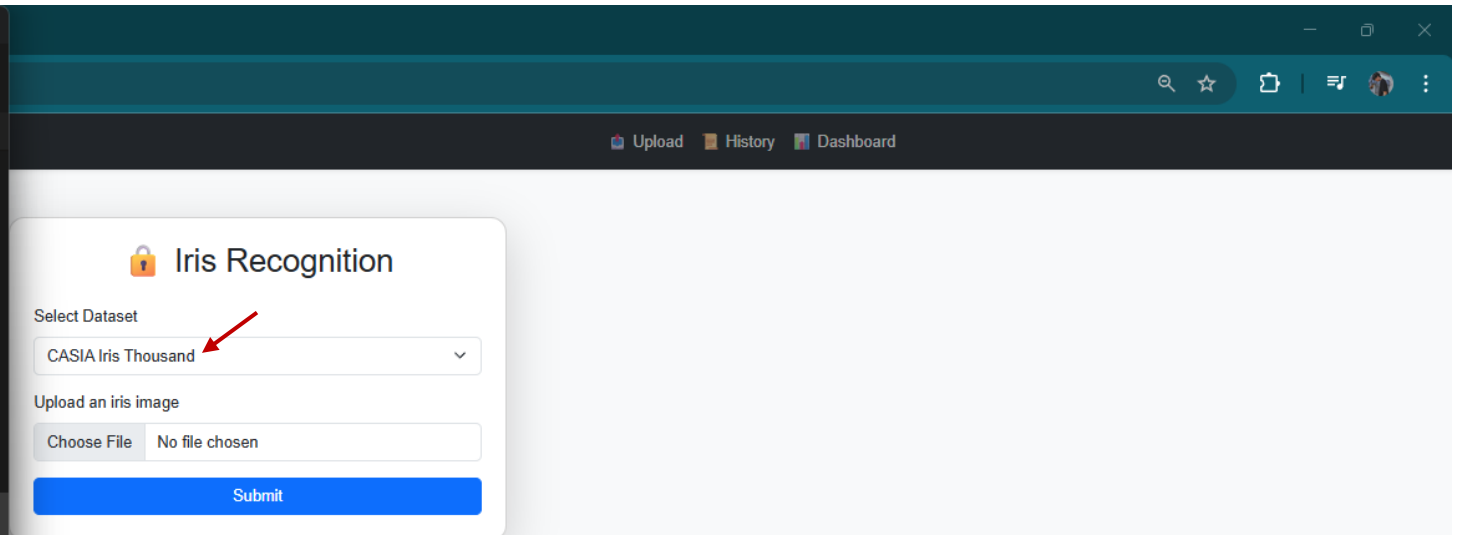 Upload History Dashboard
Iris Recognition
Select Dataset
CASIA Iris Thousand
Upload an iris image
Choose File No file chosen
Submit